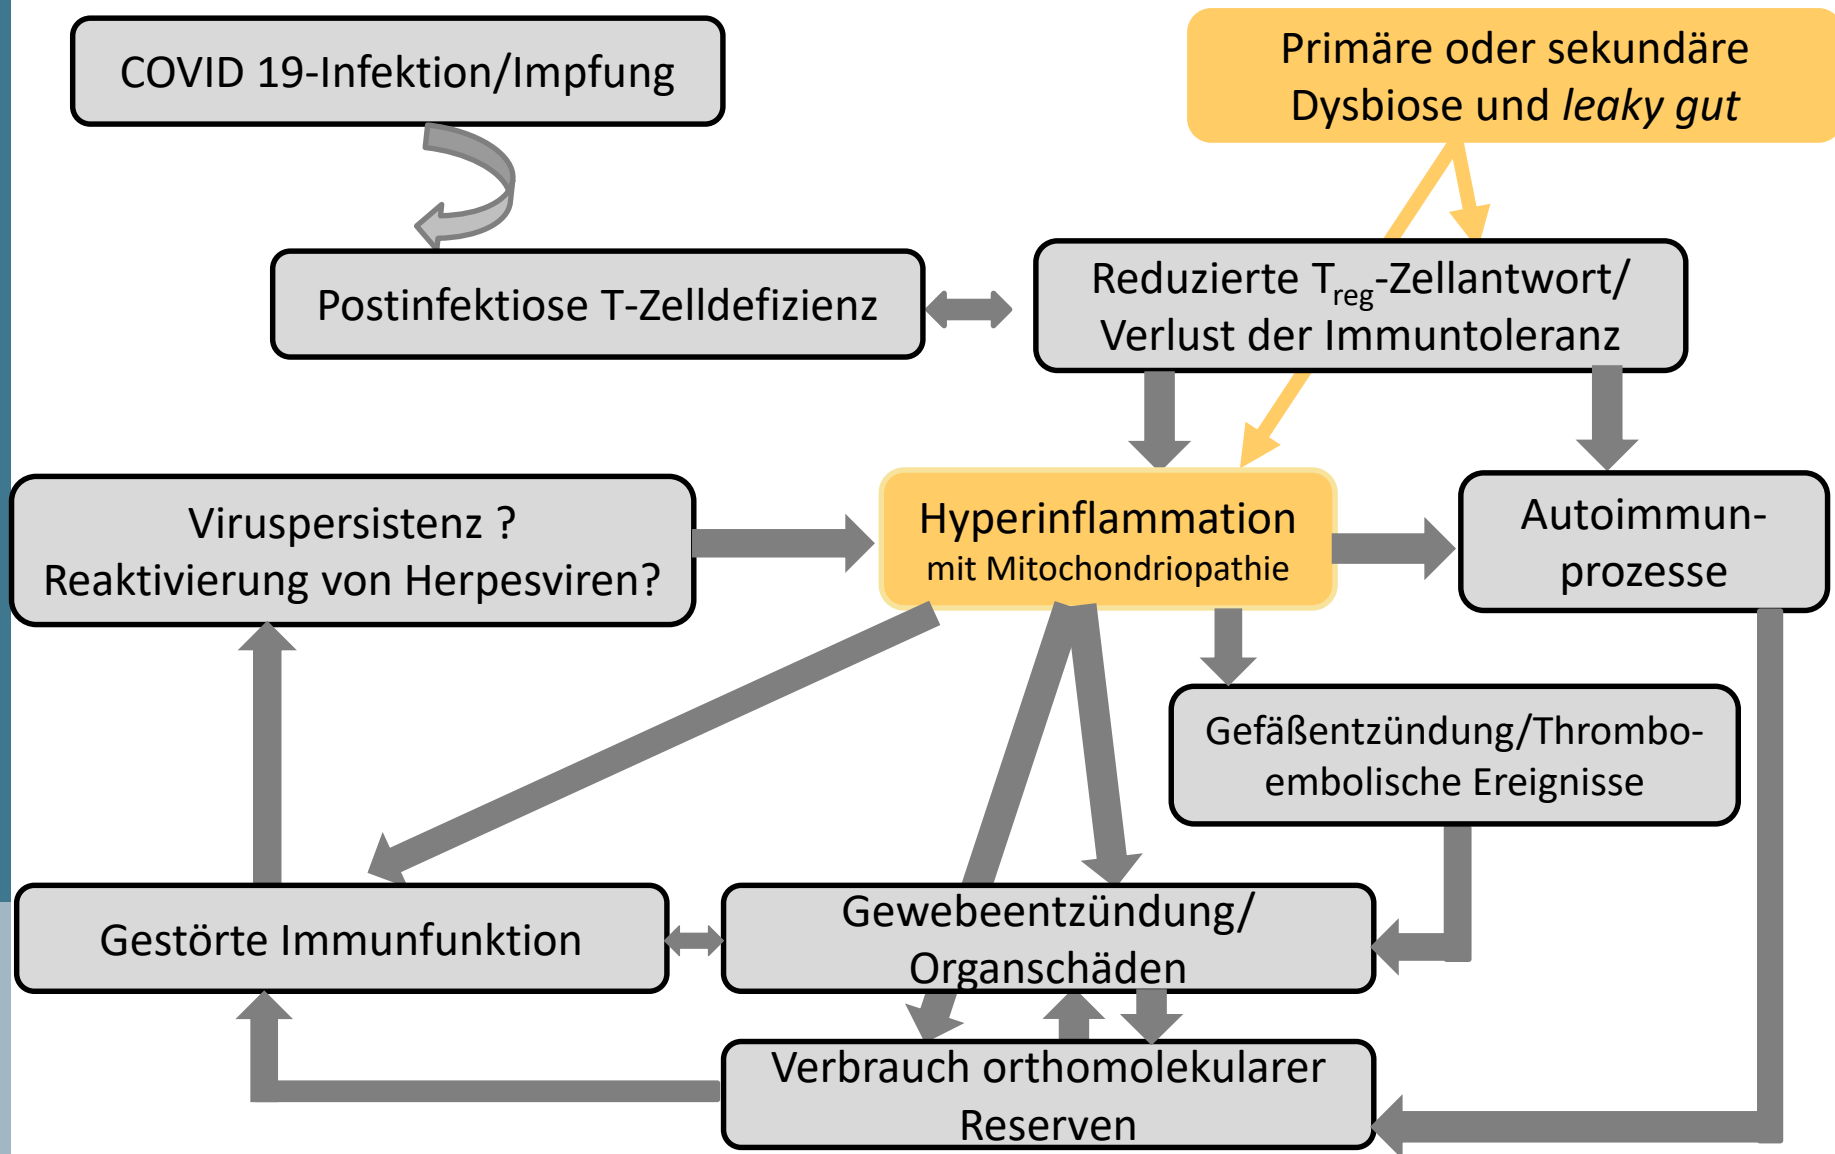 COVID 19-Infektion/Impfung
Primäre oder sekundäre
Dysbiose und leaky gut
Postinfektiose T-Zelldefizienz
Reduzierte Treg-Zellantwort/
Verlust der Immuntoleranz
Viruspersistenz ?
Reaktivierung von Herpesviren?
Hyperinflammation
mit Mitochondriopathie
Autoimmun-
prozesse
Gefäßentzündung/Thrombo-
embolische Ereignisse
Gestörte Immunfunktion
Gewebeentzündung/
Organschäden
Verbrauch orthomolekularer
Reserven